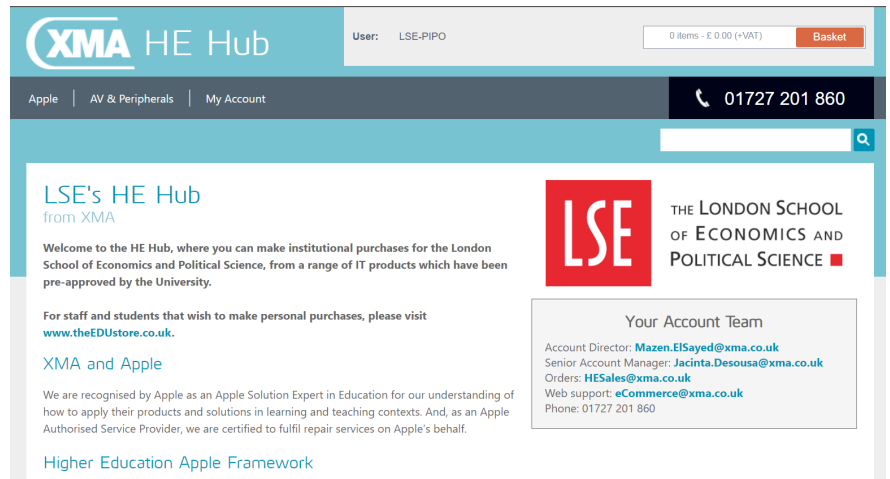 XMA HE Hub
User: LSE-PIPO
0 items - £ 0.00 (+VAT) Basket
Apple AV & Peripherals My Account
01727 201 860
LSE's HE Hub
from XMA
Welcome to the HE Hub, where you can make institutional purchases for the London
School of Economics and Political Science, from a range of IT products which have been
pre-approved by the University.
For staff and students that wish to make personal purchases, please visit
www.theEDUstore.co.uk.
XMA and Apple
We are recognised by Apple as an Apple Solution Expert in Education for our understanding of
how to apply their products and solutions in learning and teaching contexts. And, as an Apple
Authorised Service Provider, we are certified to fulfil repair services on Apple's behalf.
Higher Education Apple Framework
LSE
THE LONDON SCHOOL
OF ECONOMICS AND
POLITICAL SCIENCE
Your Account Team
Account Director: Mazen.ElSayed@xma.co.uk
Senior Account Manager: Jacinta.Desousa@xma.co.uk
Orders: HESales@xma.co.uk
Web support: eCommerce@xma.co.uk
Phone: 01727 201 860